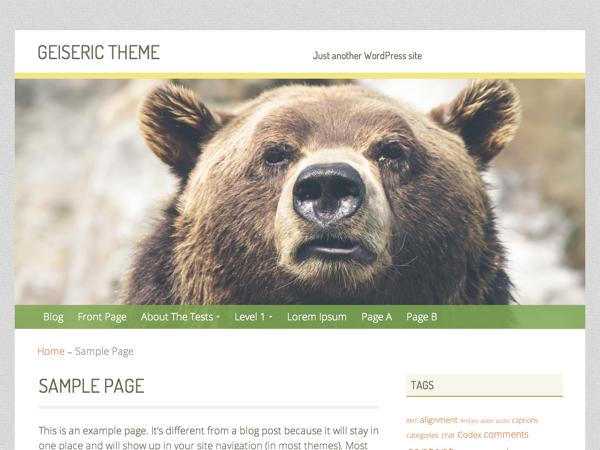 GEISERIC THEME
Just another WordPress site
Blog Front Page About The Tests Level 1 Lorem Ipsum Page A Page B
Home – Sample Page
SAMPLE PAGE
This is an example page. It's different from a blog post because it will stay in
one place and will show up in your site navigation (in most themes). Most
TAGS
8BIT alignment Articles aside audio captions
categories chat Codex comments
content